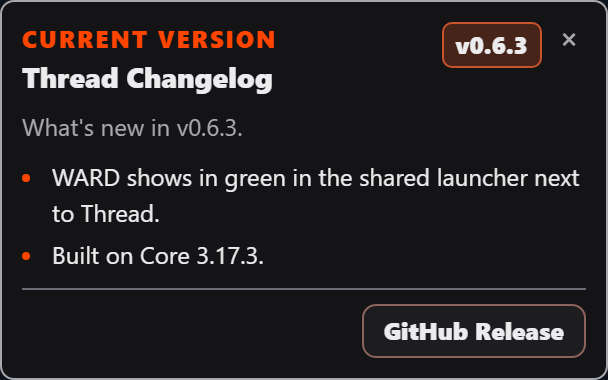 CURRENT VERSION
v0.6.3
×
Thread Changelog
What's new in v0.6.3.
• WARD shows in green in the shared launcher next
to Thread.
• Built on Core 3.17.3.
GitHub Release